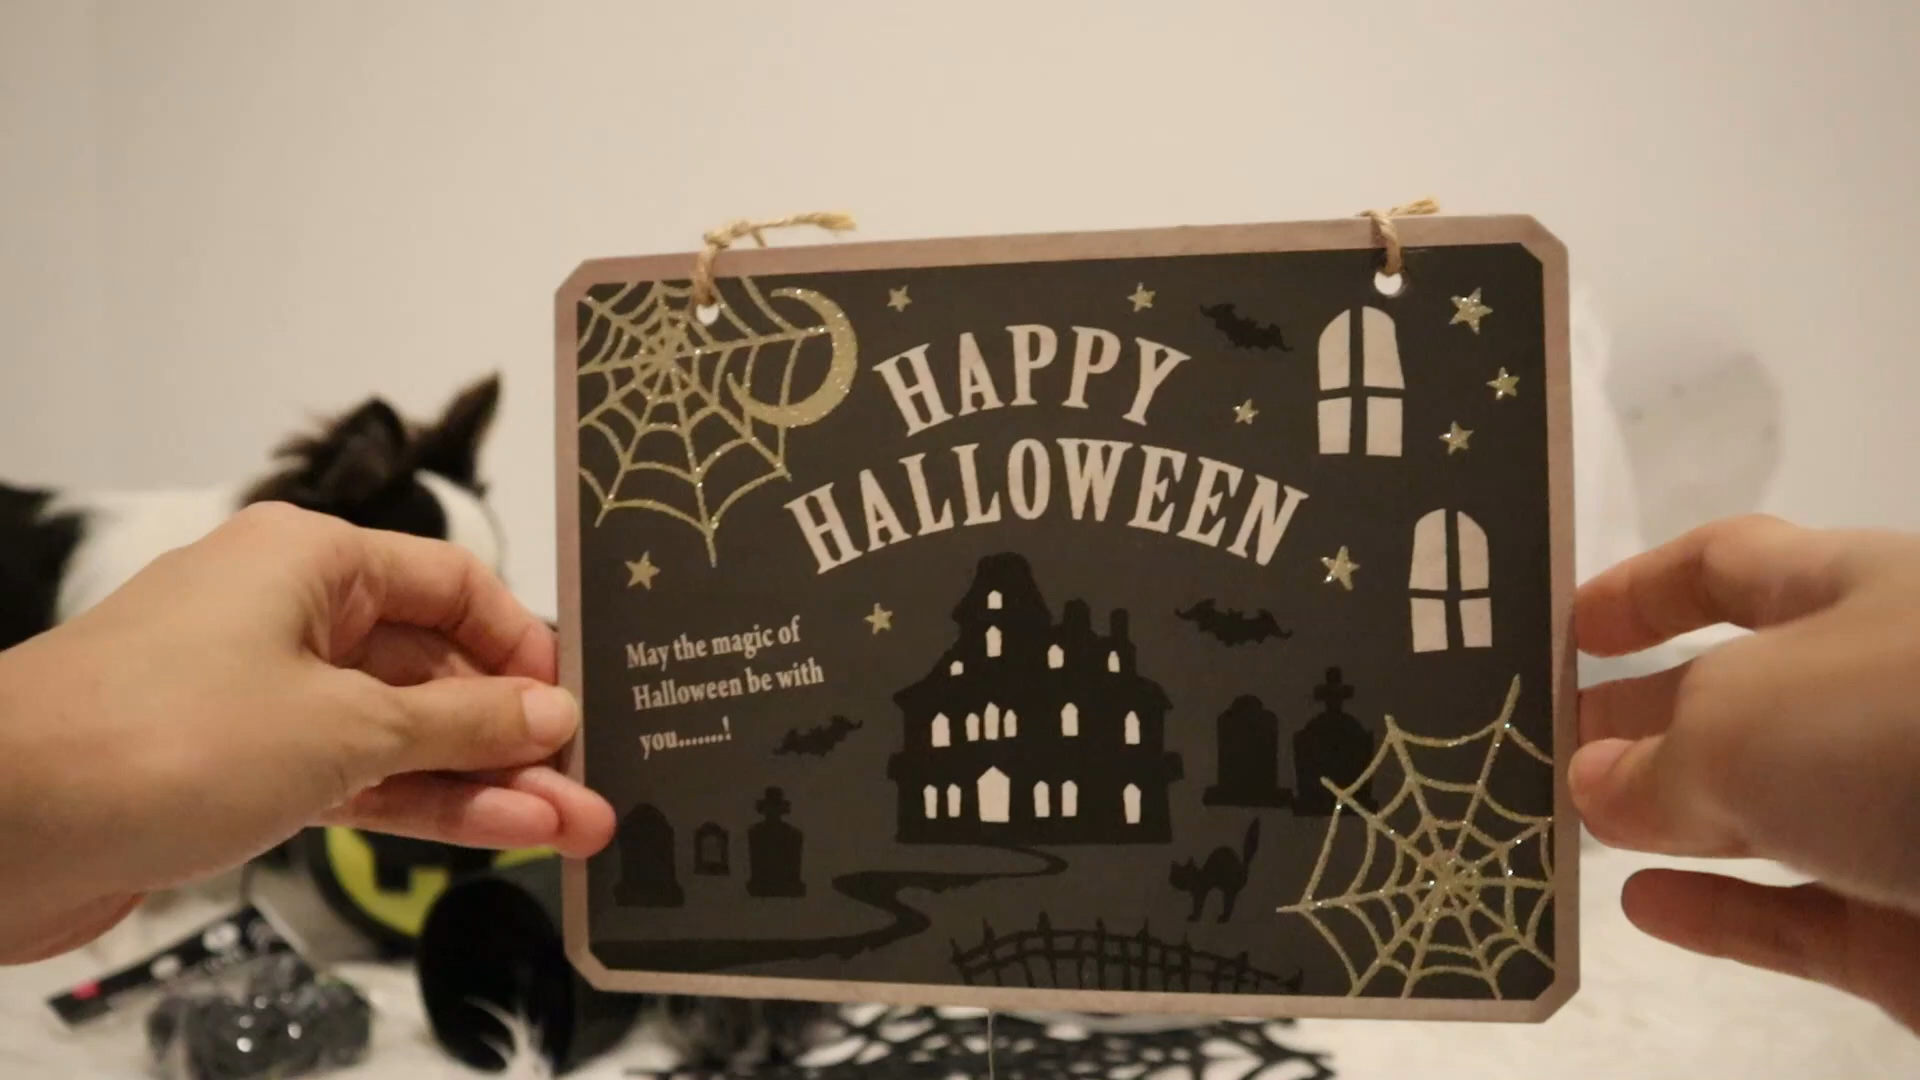 HAPPY
HALLOWEEN
May the magic of
Halloween be with
you.......!